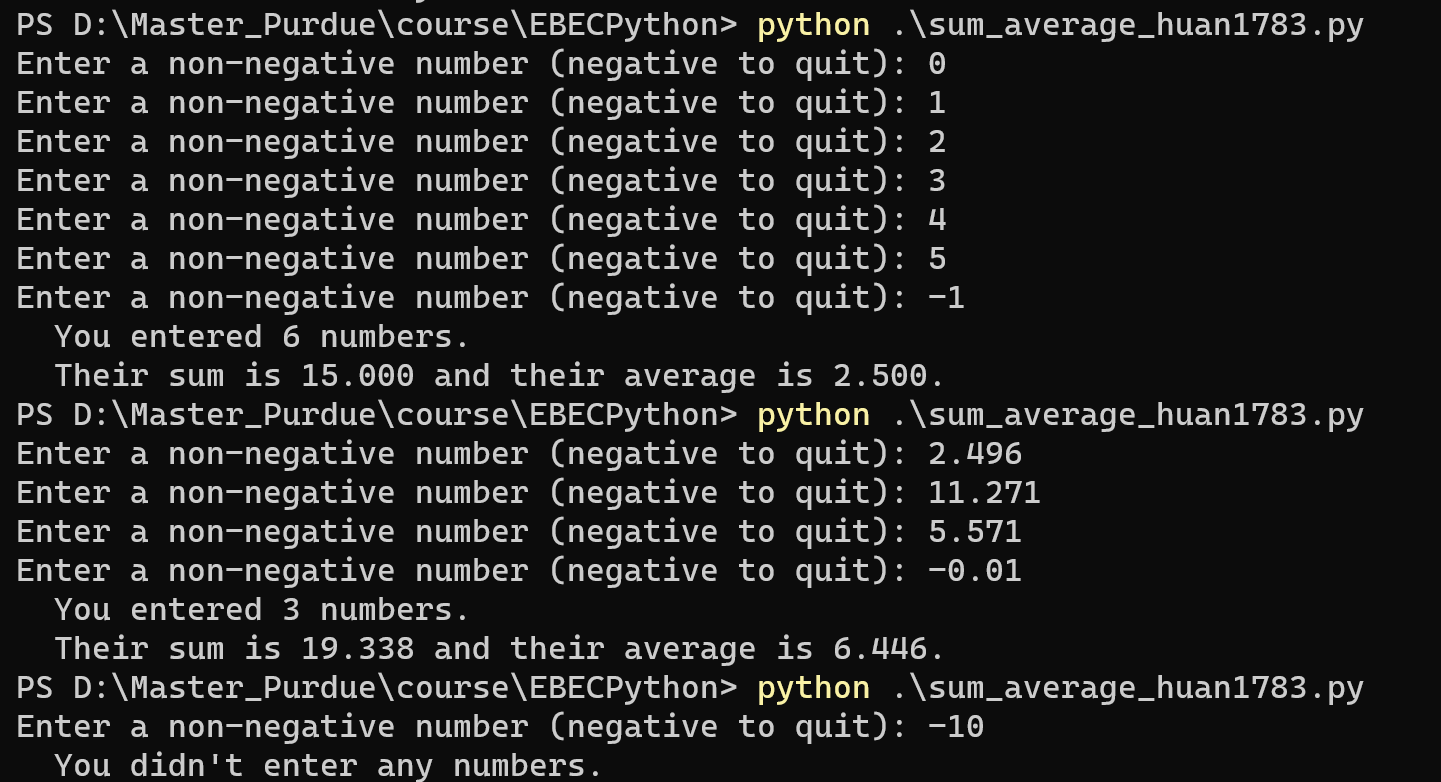 PS D:\Master_Purdue\course\EBECPython> python .\sum_average_huan1783.py
Enter a non-negative number (negative to quit): 0
Enter a non-negative number (negative to quit): 1
Enter a non-negative number (negative to quit): 2
Enter a non-negative number (negative to quit): 3
Enter a non-negative number (negative to quit): 4
Enter a non-negative number (negative to quit): 5
Enter a non-negative number (negative to quit): -1
  You entered 6 numbers.
  Their sum is 15.000 and their average is 2.500.
PS D:\Master_Purdue\course\EBECPython> python .\sum_average_huan1783.py
Enter a non-negative number (negative to quit): 2.496
Enter a non-negative number (negative to quit): 11.271
Enter a non-negative number (negative to quit): 5.571
Enter a non-negative number (negative to quit): -0.01
  You entered 3 numbers.
  Their sum is 19.338 and their average is 6.446.
PS D:\Master_Purdue\course\EBECPython> python .\sum_average_huan1783.py
Enter a non-negative number (negative to quit): -10
  You didn't enter any numbers.